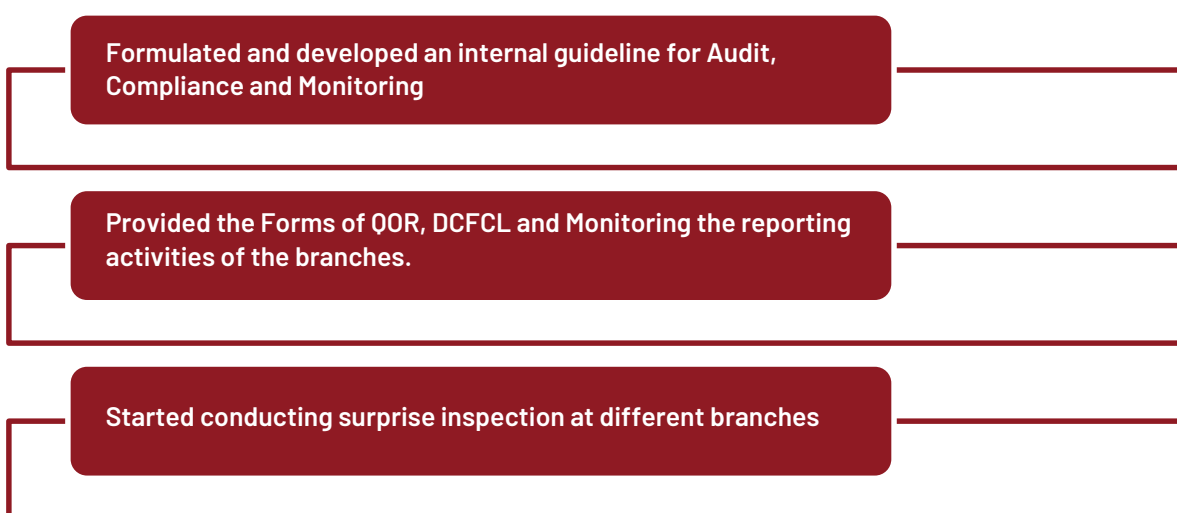 Formulated and developed an internal guideline for Audit,
Compliance and Monitoring
Provided the Forms of QOR, DCFCL and Monitoring the reporting
activities of the branches.
Started conducting surprise inspection at different branches